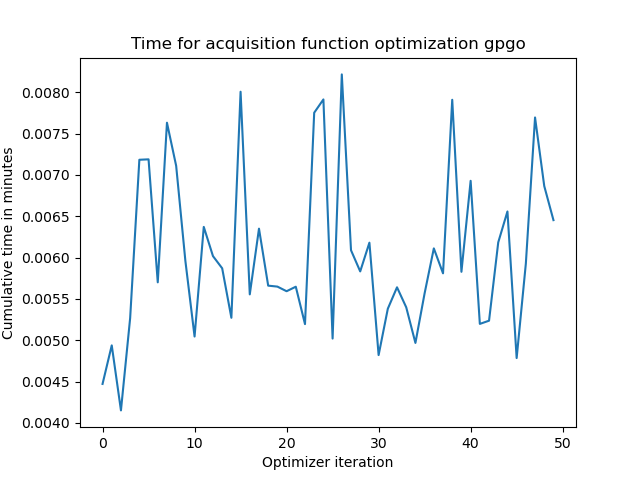 Time for acquisition function optimization gpgo
Cumulative time in minutes
0.0080
0.0075
0.0070
0.0065
0.0060
0.0055
0.0050
0.0045
0.0040
0 10 20 30 40 50
Optimizer iteration